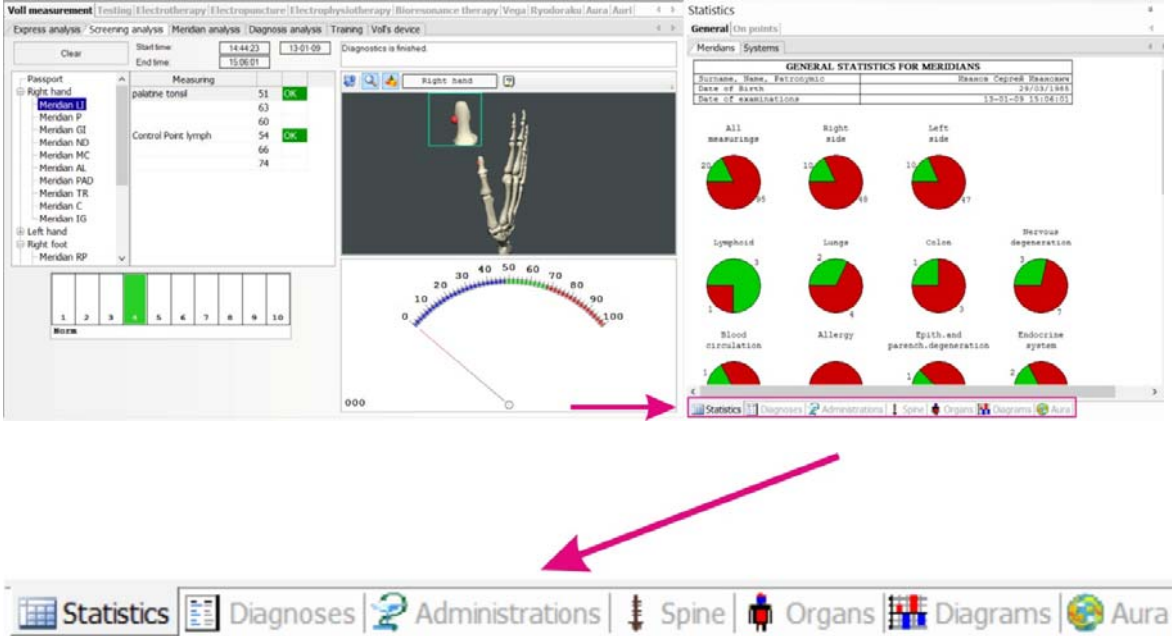 Voll measurement Testing Electrotherapy Electropuncture Electrophysiotherapy Bioresonance therapy Vega Ryodoraku Aura Auri
Express analysis Screening analysis Meridian analysis Diagnosis analysis Training Voll's device
Clear
Start time: 14:44:23 13-01-09
End time: 15:06:01
Diagnostics is finished.
Passport
Right hand
Meridian LI
Meridian P
Meridian GI
Meridian ND
Meridian MC
Meridian AL
Meridian PAD
Meridian TR
Meridian C
Meridian IG
Left hand
Right foot
Meridian RP
Measuring
palatine tonsil 51 OK
63
60
Control Point lymph 54 OK
66
74
Right hand
1 2 3 4 5 6 7 8 9 10
Norm
0 10 20 30 40 50 60 70 80 90 100
000
Statistics
General On points
Meridians Systems
GENERAL STATISTICS FOR MERIDIANS
Surname, Name, Patronymic Иванов Сергей Иванович
Date of Birth 29/03/1985
Date of examinations 13-01-09 15:06:01
All measurings
20
95
Right side
10
48
Left side
10
47
Lymphoid
3
1
Lungs
2
4
Colon
1
3
Nervous degeneration
3
7
Blood circulation
1
Allergy
Epith.and parench.degeneration
1
Endocrine system
2
Statistics Diagnoses Administrations Spine Organs Diagrams Aura
Statistics Diagnoses Administrations Spine Organs Diagrams Aura